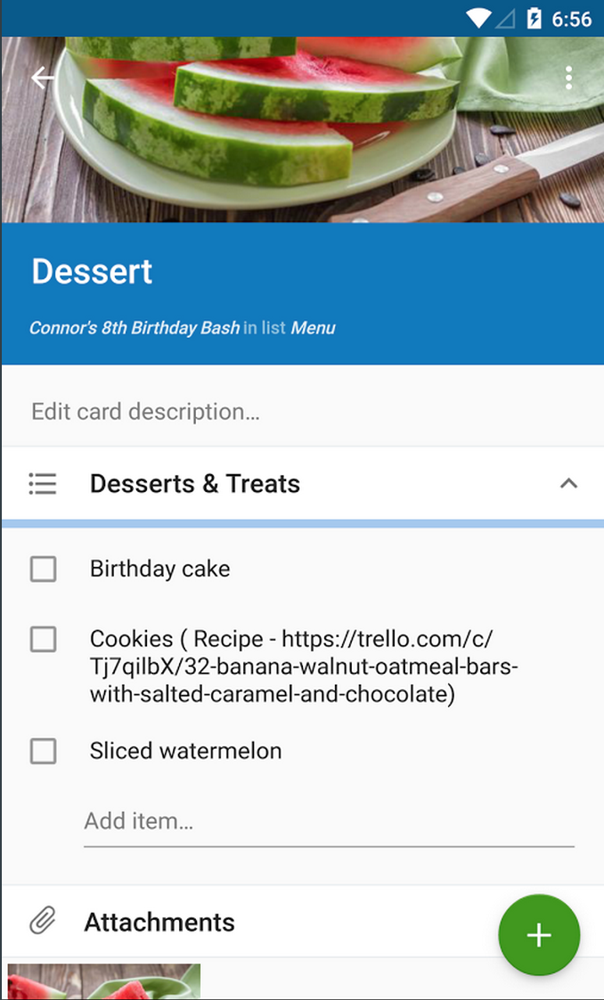 6:56
Dessert
Connor's 8th Birthday Bash in list Menu
Edit card description...
Desserts & Treats
Birthday cake
Cookies ( Recipe - https://trello.com/c/
Tj7qilbX/32-banana-walnut-oatmeal-bars-
with-salted-caramel-and-chocolate)
Sliced watermelon
Add item...
Attachments